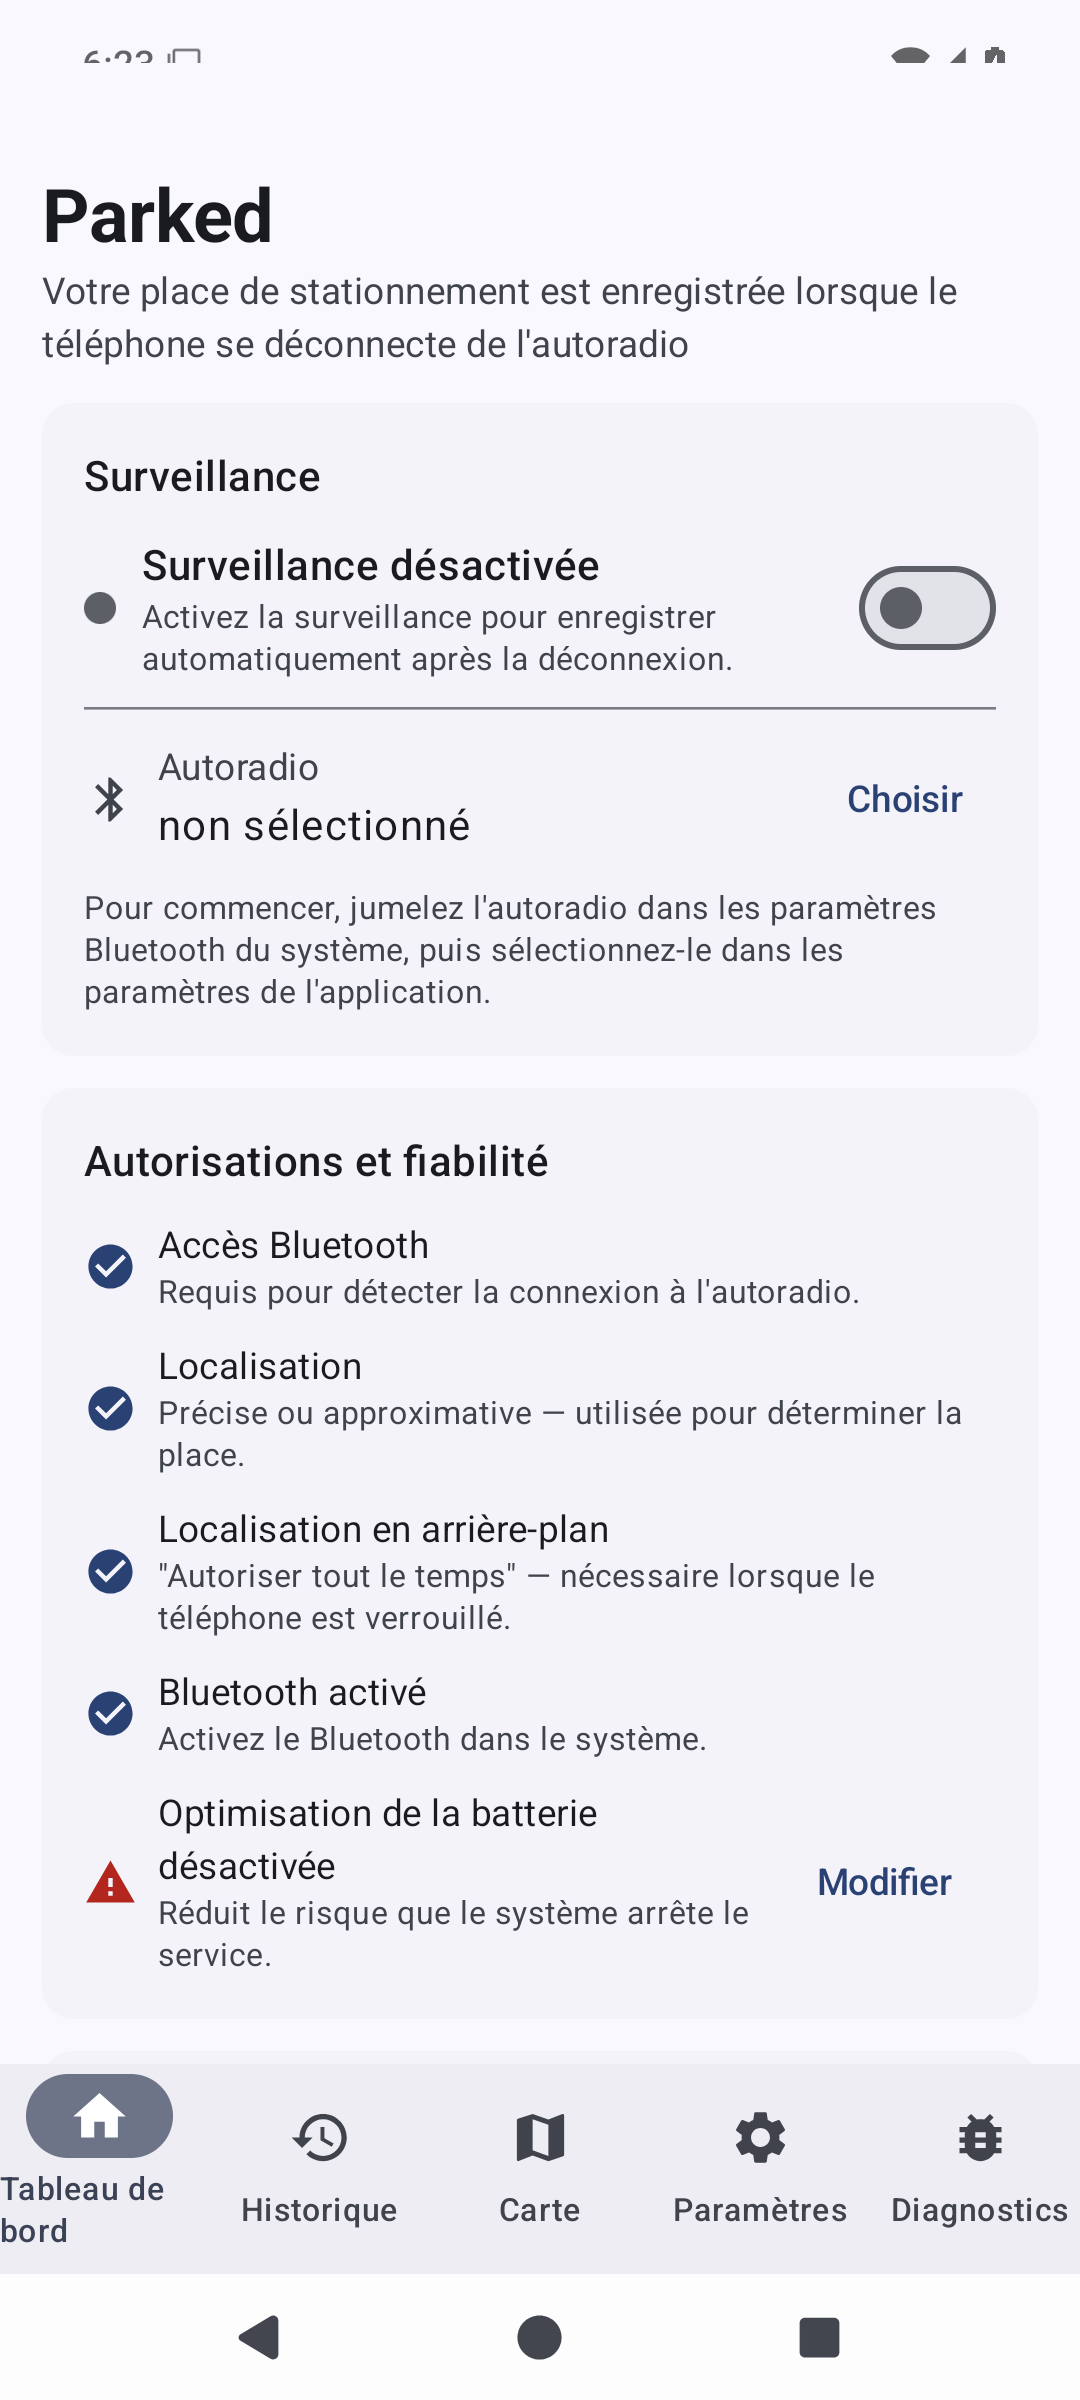 6:23
Parked
Votre place de stationnement est enregistrée lorsque le
téléphone se déconnecte de l'autoradio
Surveillance
Surveillance désactivée
Activez la surveillance pour enregistrer
automatiquement après la déconnexion.
Autoradio
non sélectionné
Choisir
Pour commencer, jumelez l'autoradio dans les paramètres
Bluetooth du système, puis sélectionnez-le dans les
paramètres de l'application.
Autorisations et fiabilité
Accès Bluetooth
Requis pour détecter la connexion à l'autoradio.
Localisation
Précise ou approximative — utilisée pour déterminer la
place.
Localisation en arrière-plan
"Autoriser tout le temps" — nécessaire lorsque le
téléphone est verrouillé.
Bluetooth activé
Activez le Bluetooth dans le système.
Optimisation de la batterie
désactivée
Réduit le risque que le système arrête le
service.
Modifier
Tableau de
bord
Historique
Carte
Paramètres
Diagnostics